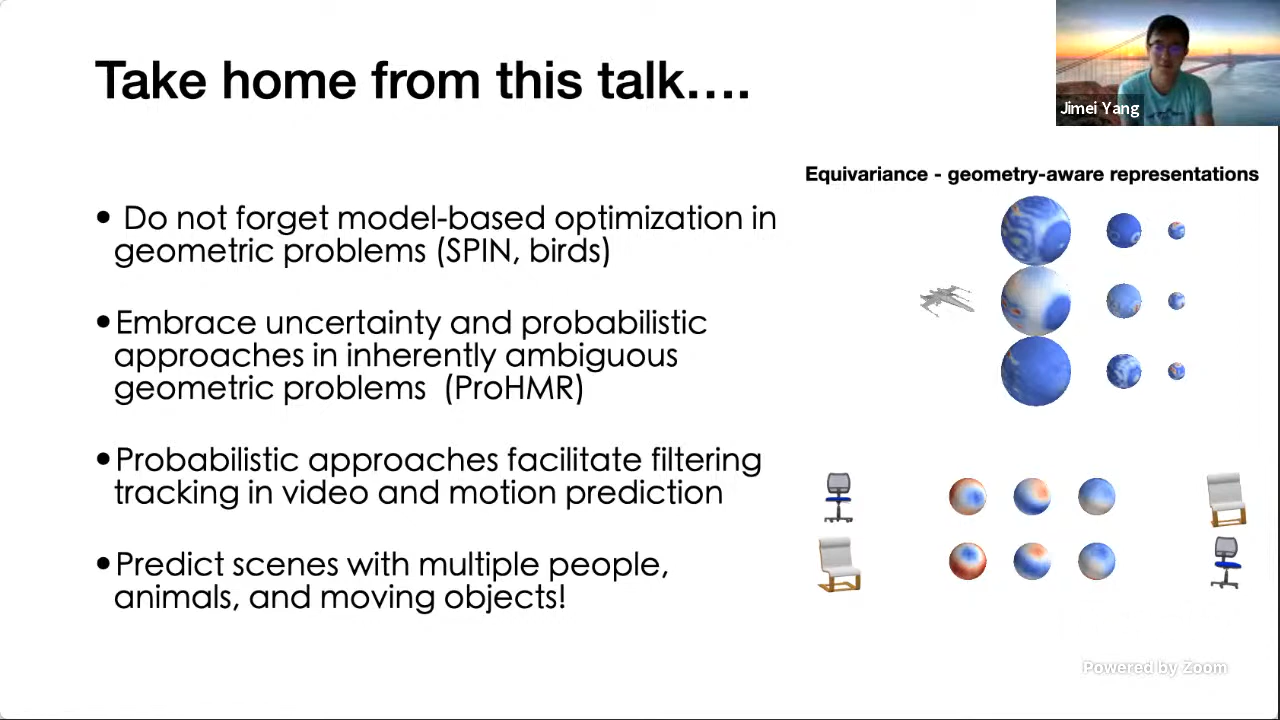 Take home from this talk....
Jimei Yang
Equivariance - geometry-aware representations
• Do not forget model-based optimization in
geometric problems (SPIN, birds)
•Embrace uncertainty and probabilistic
approaches in inherently ambiguous
geometric problems  (ProHMR)
•Probabilistic approaches facilitate filtering
tracking in video and motion prediction
•Predict scenes with multiple people,
animals, and moving objects!
Powered by Zoom